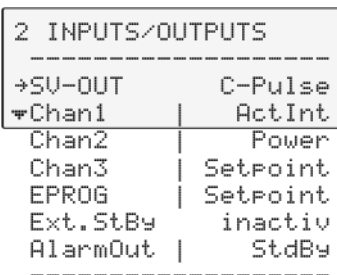 2 INPUTS/OUTPUTS
--------------------
→SV-OUT C-Pulse
▼Chan1 | ActInt
Chan2 | Power
Chan3 | Setpoint
EPROG | Setpoint
Ext.StBy inactiv
AlarmOut | StdBy
--------------------